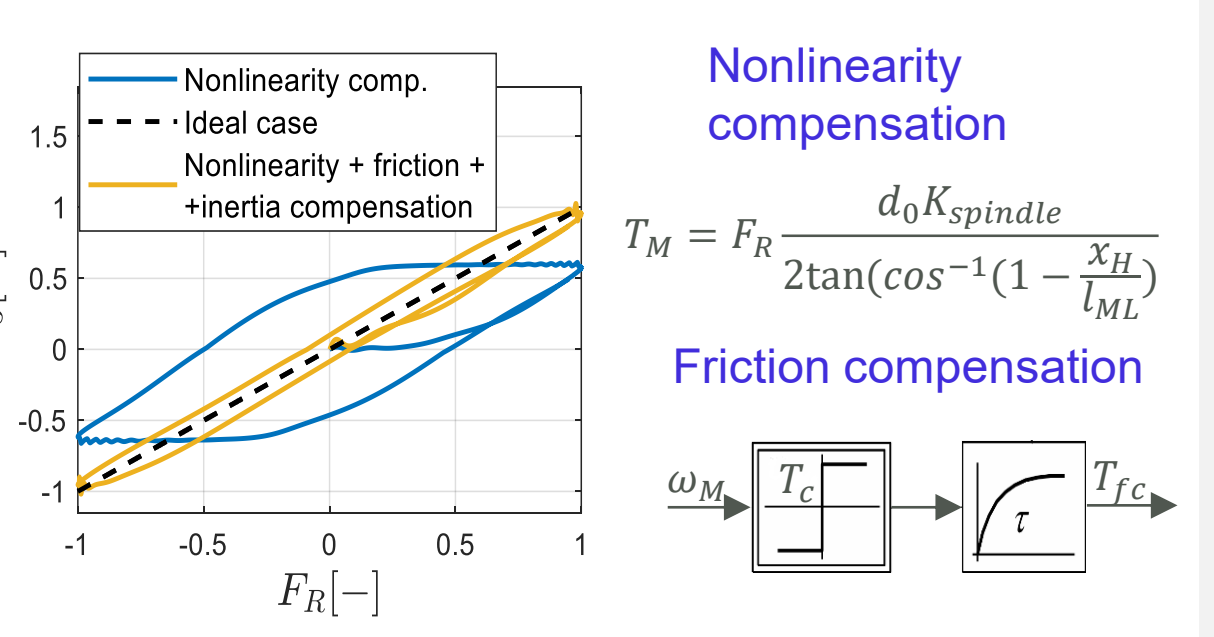 Nonlinearity comp.
Ideal case
Nonlinearity + friction +
+inertia compensation
1.5
1
0.5
0
-0.5
-1
-1 -0.5 0 0.5 1
F_R[−]
Nonlinearity
compensation
T_M = F_R d_0K_spindle / 2tan(cos^−1(1 − x_H/l_ML)
Friction compensation
ω_M T_c τ T_fc